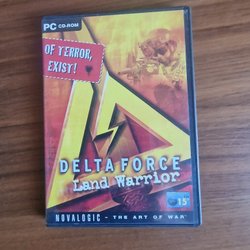 PC CD-ROM
OF TERROR,
EXIST!
DELTA FORCE
Land Warrior
NOVALOGIC - THE ART OF WAR
15